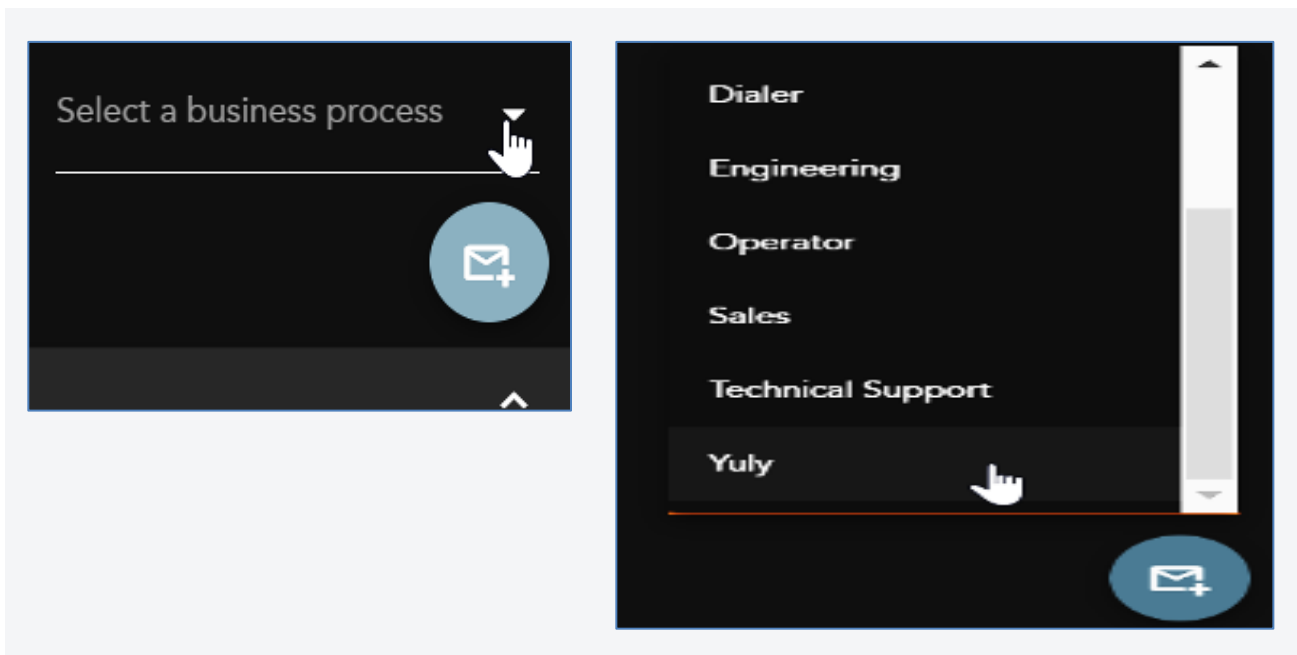 Select a business process
Dialer
Engineering
Operator
Sales
Technical Support
Yuly